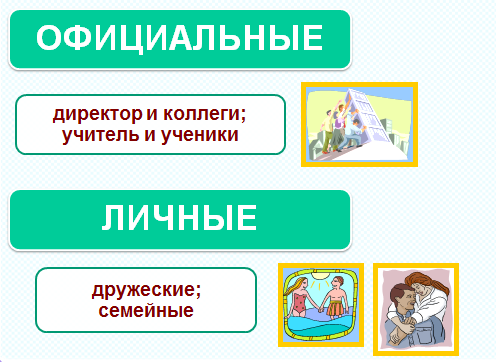 ОФИЦИАЛЬНЫЕ
директор и коллеги;
учитель и ученики
ЛИЧНЫЕ
дружеские;
семейные